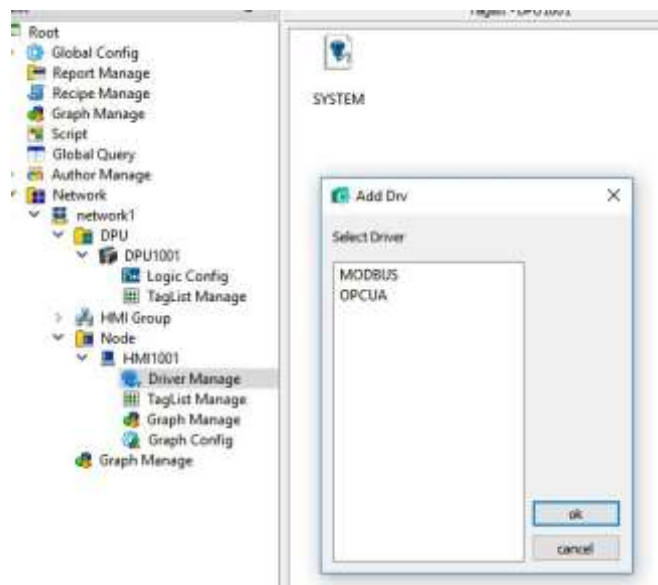 Root
Global Config
Report Manage
Recipe Manage
Graph Manage
Script
Global Query
Author Manage
Network
network1
DPU
DPU1001
Logic Config
TagList Manage
HMI Group
Node
HMI1001
Driver Manage
TagList Manage
Graph Manage
Graph Config
Graph Manage
SYSTEM
Add Drv
Select Driver
MODBUS
OPCUA
ok
cancel